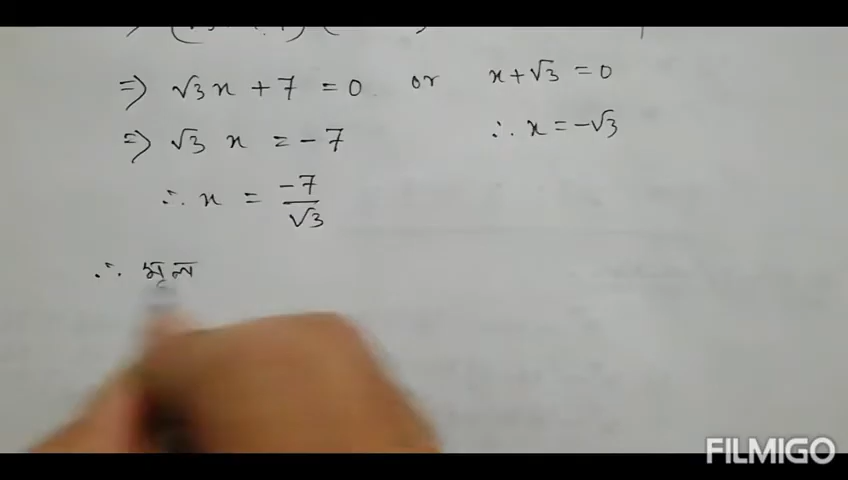 ⇒ √3x + 7 = 0 or x + √3 = 0
⇒ √3 x = -7 ∴ x = -√3
∴ x = -7/√3
∴ মূল
FILMIGO